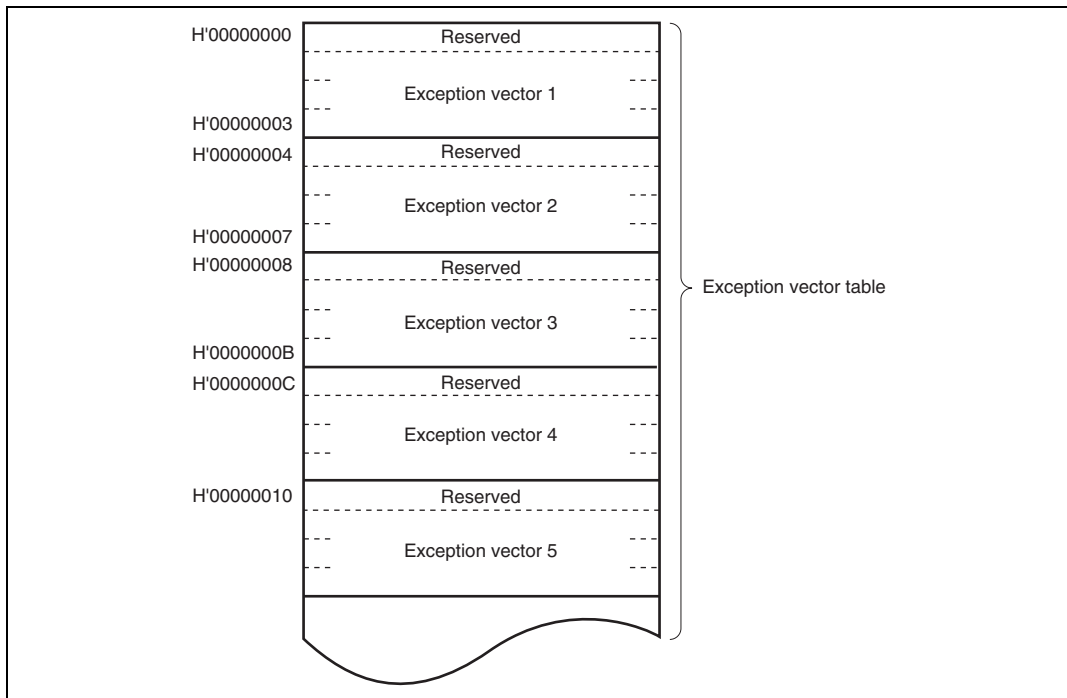 H'00000000
Reserved
Exception vector 1
H'00000003
H'00000004
Reserved
Exception vector 2
H'00000007
H'00000008
Reserved
Exception vector 3
H'0000000B
H'0000000C
Reserved
Exception vector 4
H'00000010
Reserved
Exception vector 5
Exception vector table